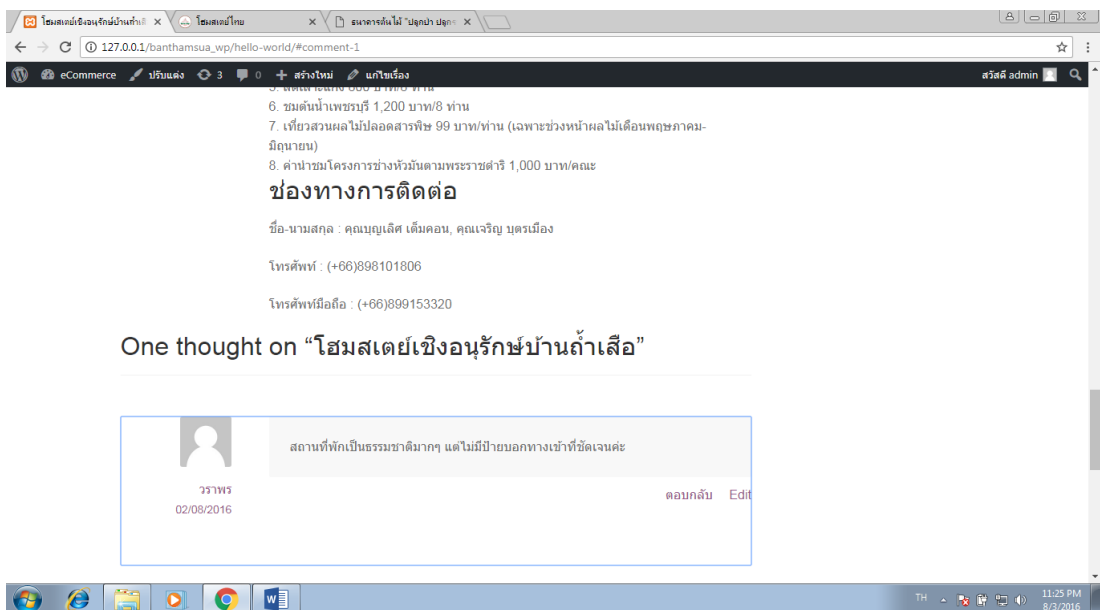 โฮมสเตย์เชิงอนุรักษ์บ้านถ้ำเสื
โฮมสเตย์ไทย
ธนาคารต้นไม้ "ปลูกป่า ปลูก
127.0.0.1/banthamsua_wp/hello-world/#comment-1
eCommerce ปรับแต่ง 3 0 + สร้างใหม่ แก้ไขเรื่อง สวัสดี admin
6. ชมต้นน้ำเพชรบุรี 1,200 บาท/8 ท่าน
7. เที่ยวสวนผลไม้ปลอดสารพิษ 99 บาท/ท่าน (เฉพาะช่วงหน้าผลไม้เดือนพฤษภาคม-
มิถุนายน)
8. ค่านำชมโครงการช่างหัวมันตามพระราชดำริ 1,000 บาท/คณะ
ช่องทางการติดต่อ
ชื่อ-นามสกุล : คุณบุญเลิศ เต็มคอน, คุณเจริญ บุตรเมือง
โทรศัพท์ : (+66)898101806
โทรศัพท์มือถือ : (+66)899153320
One thought on “โฮมสเตย์เชิงอนุรักษ์บ้านถ้ำเสือ”
สถานที่พักเป็นธรรมชาติมากๆ แต่ไม่มีป้ายบอกทางเข้าที่ชัดเจนค่ะ
วราพร
02/08/2016
ตอบกลับ Edit
TH
11:25 PM
8/3/2016